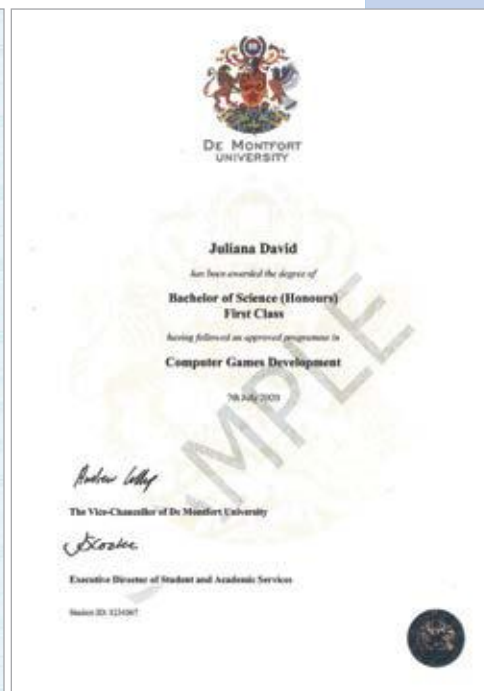 DE MONTFORT
UNIVERSITY
Juliana David
has been awarded the degree of
Bachelor of Science (Honours)
First Class
having followed an approved programme in
Computer Games Development
7th July 2020
SAMPLE
The Vice-Chancellor of De Montfort University
Executive Director of Student and Academic Services
Student ID: